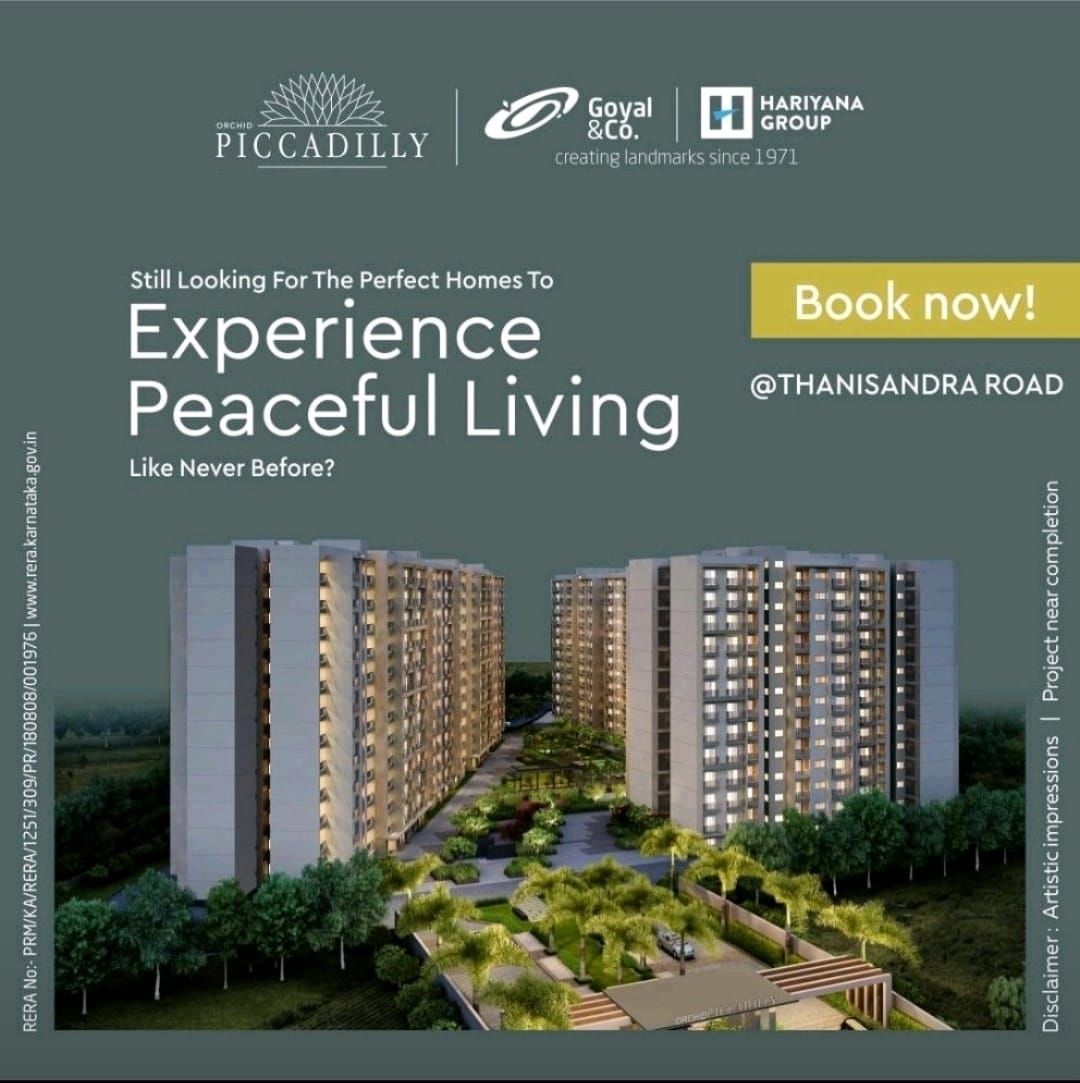 ORCHID
PICCADILLY
Goyal
&Co.
HARIYANA
GROUP
creating landmarks since 1971
Still Looking For The Perfect Homes To
Experience
Peaceful Living
Like Never Before?
Book now!
@THANISANDRA ROAD
RERA No:- PRM/KA/RERA/1251/309/PR/180808/001976 | www.rera.karnataka.gov.in
Disclaimer : Artistic impressions | Project near completion
ORCHID PICCADILLY